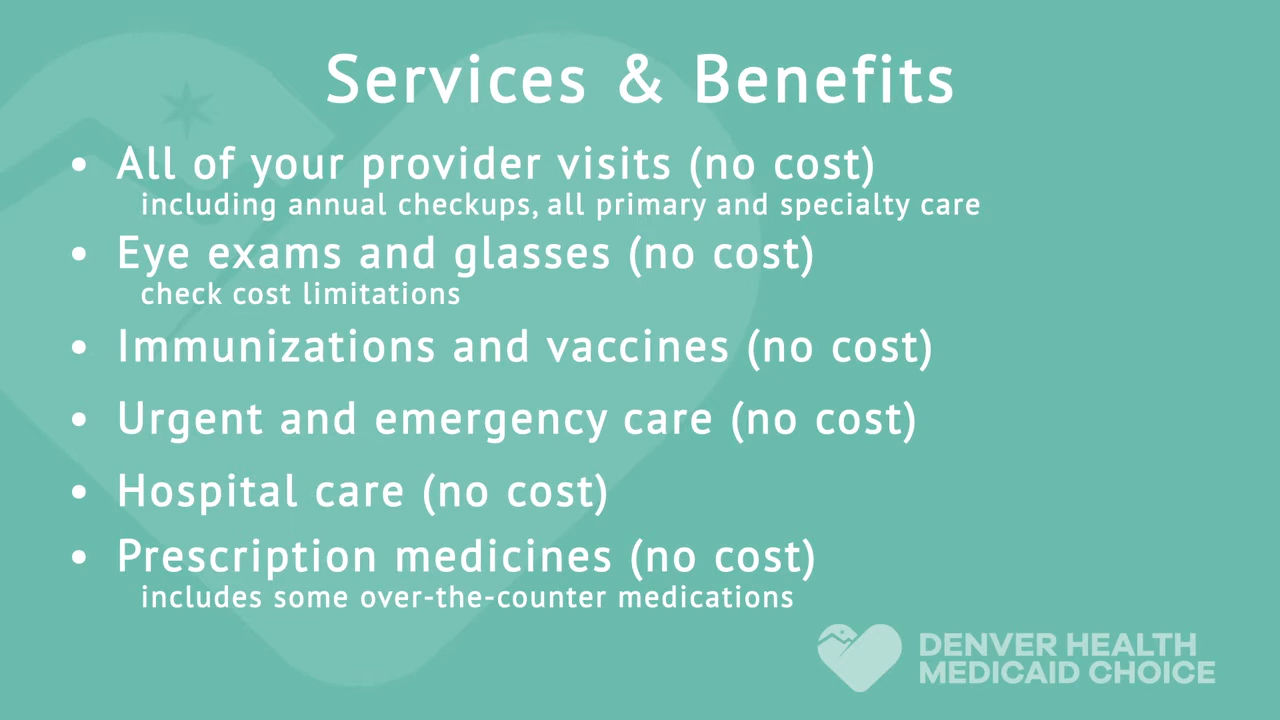 Services & Benefits
• All of your provider visits (no cost)
including annual checkups, all primary and specialty care
• Eye exams and glasses (no cost)
check cost limitations
• Immunizations and vaccines (no cost)
• Urgent and emergency care (no cost)
• Hospital care (no cost)
• Prescription medicines (no cost)
includes some over-the-counter medications
DENVER HEALTH
MEDICAID CHOICE